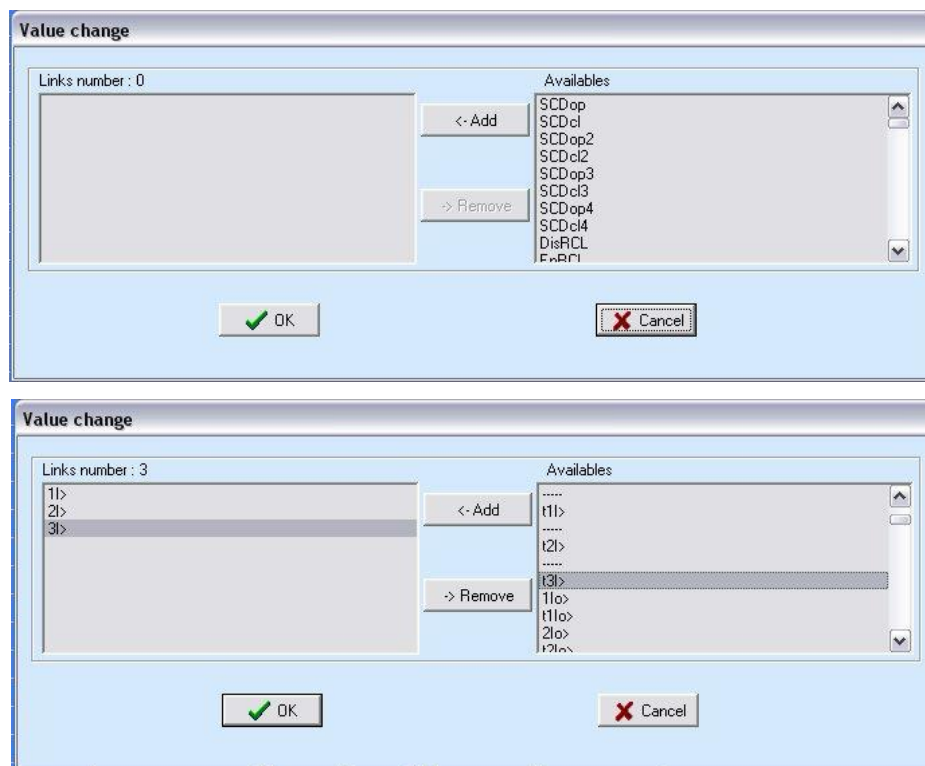 Value change
Links number : 0
Availables
<- Add
-> Remove
SCDop
SCDcl
SCDop2
SCDcl2
SCDop3
SCDcl3
SCDop4
SCDcl4
DisRCL
EnRCL
OK
Cancel
Value change
Links number : 3
Availables
1I>
2I>
3I>
<- Add
-> Remove
-----
t1I>
-----
t2I>
-----
t3I>
1Io>
t1Io>
2Io>
t2Io>
OK
Cancel